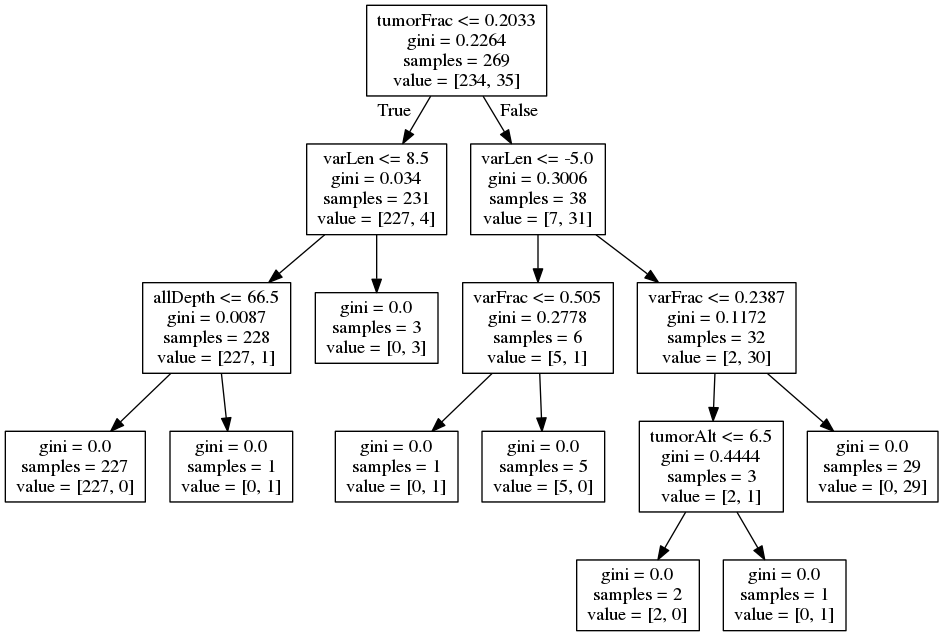 tumorFrac <= 0.2033
gini = 0.2264
samples = 269
value = [234, 35]
True
False
varLen <= 8.5
gini = 0.034
samples = 231
value = [227, 4]
varLen <= -5.0
gini = 0.3006
samples = 38
value = [7, 31]
allDepth <= 66.5
gini = 0.0087
samples = 228
value = [227, 1]
gini = 0.0
samples = 3
value = [0, 3]
varFrac <= 0.505
gini = 0.2778
samples = 6
value = [5, 1]
varFrac <= 0.2387
gini = 0.1172
samples = 32
value = [2, 30]
gini = 0.0
samples = 227
value = [227, 0]
gini = 0.0
samples = 1
value = [0, 1]
gini = 0.0
samples = 1
value = [0, 1]
gini = 0.0
samples = 5
value = [5, 0]
tumorAlt <= 6.5
gini = 0.4444
samples = 3
value = [2, 1]
gini = 0.0
samples = 29
value = [0, 29]
gini = 0.0
samples = 2
value = [2, 0]
gini = 0.0
samples = 1
value = [0, 1]